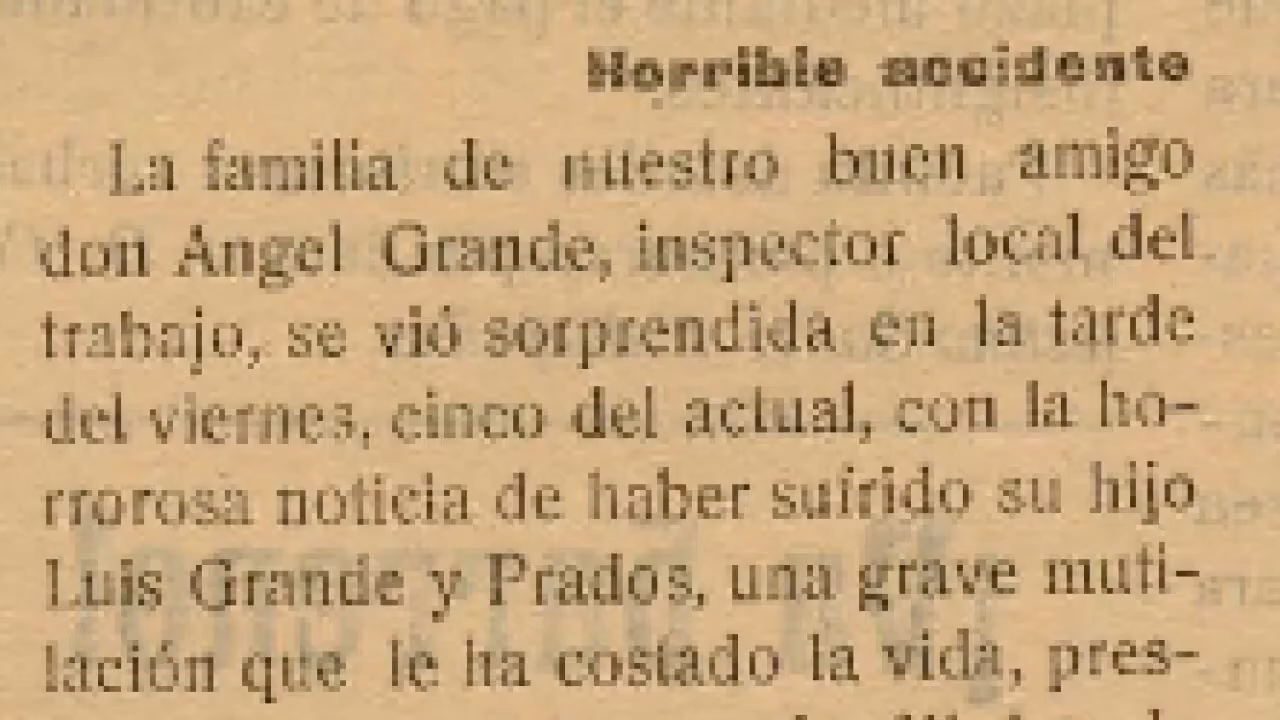 Horrible accidente
La familia de nuestro buen amigo
don Angel Grande, inspector local del
trabajo, se vió sorprendida en la tarde
del viernes, cinco del actual, con la ho-
rrorosa noticia de haber sufrido su hijo
Luis Grande y Prados, una grave muti-
lación que le ha costado la vida, pres-